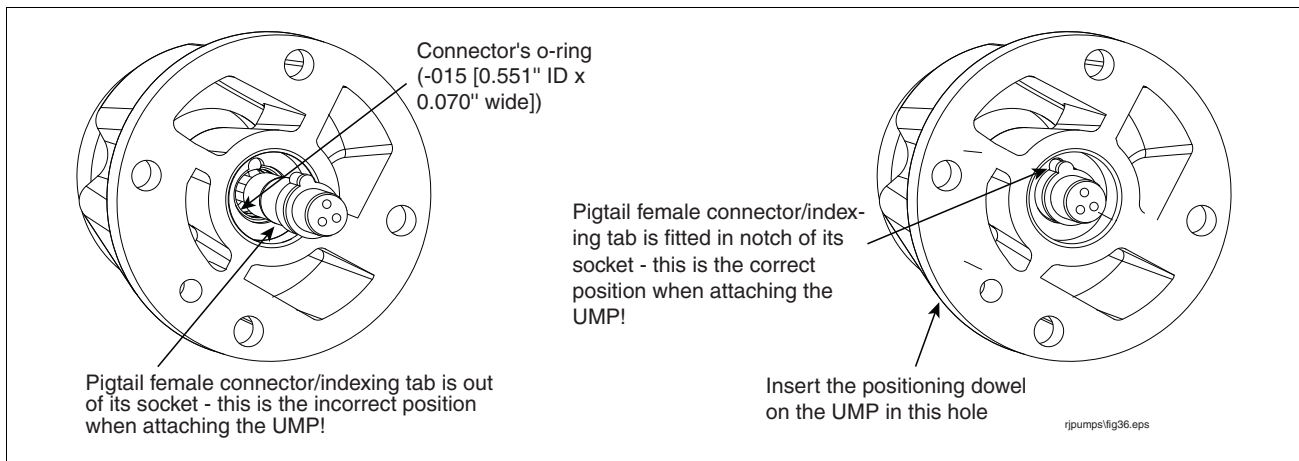 Connector's o-ring
(-015 [0.551" ID x
0.070" wide])
Pigtail female connector/indexing tab is out
of its socket - this is the incorrect position
when attaching the UMP!
Pigtail female connector/index-
ing tab is fitted in notch of its
socket - this is the correct
position when attaching the
UMP!
Insert the positioning dowel
on the UMP in this hole
rjpumps\fig36.eps